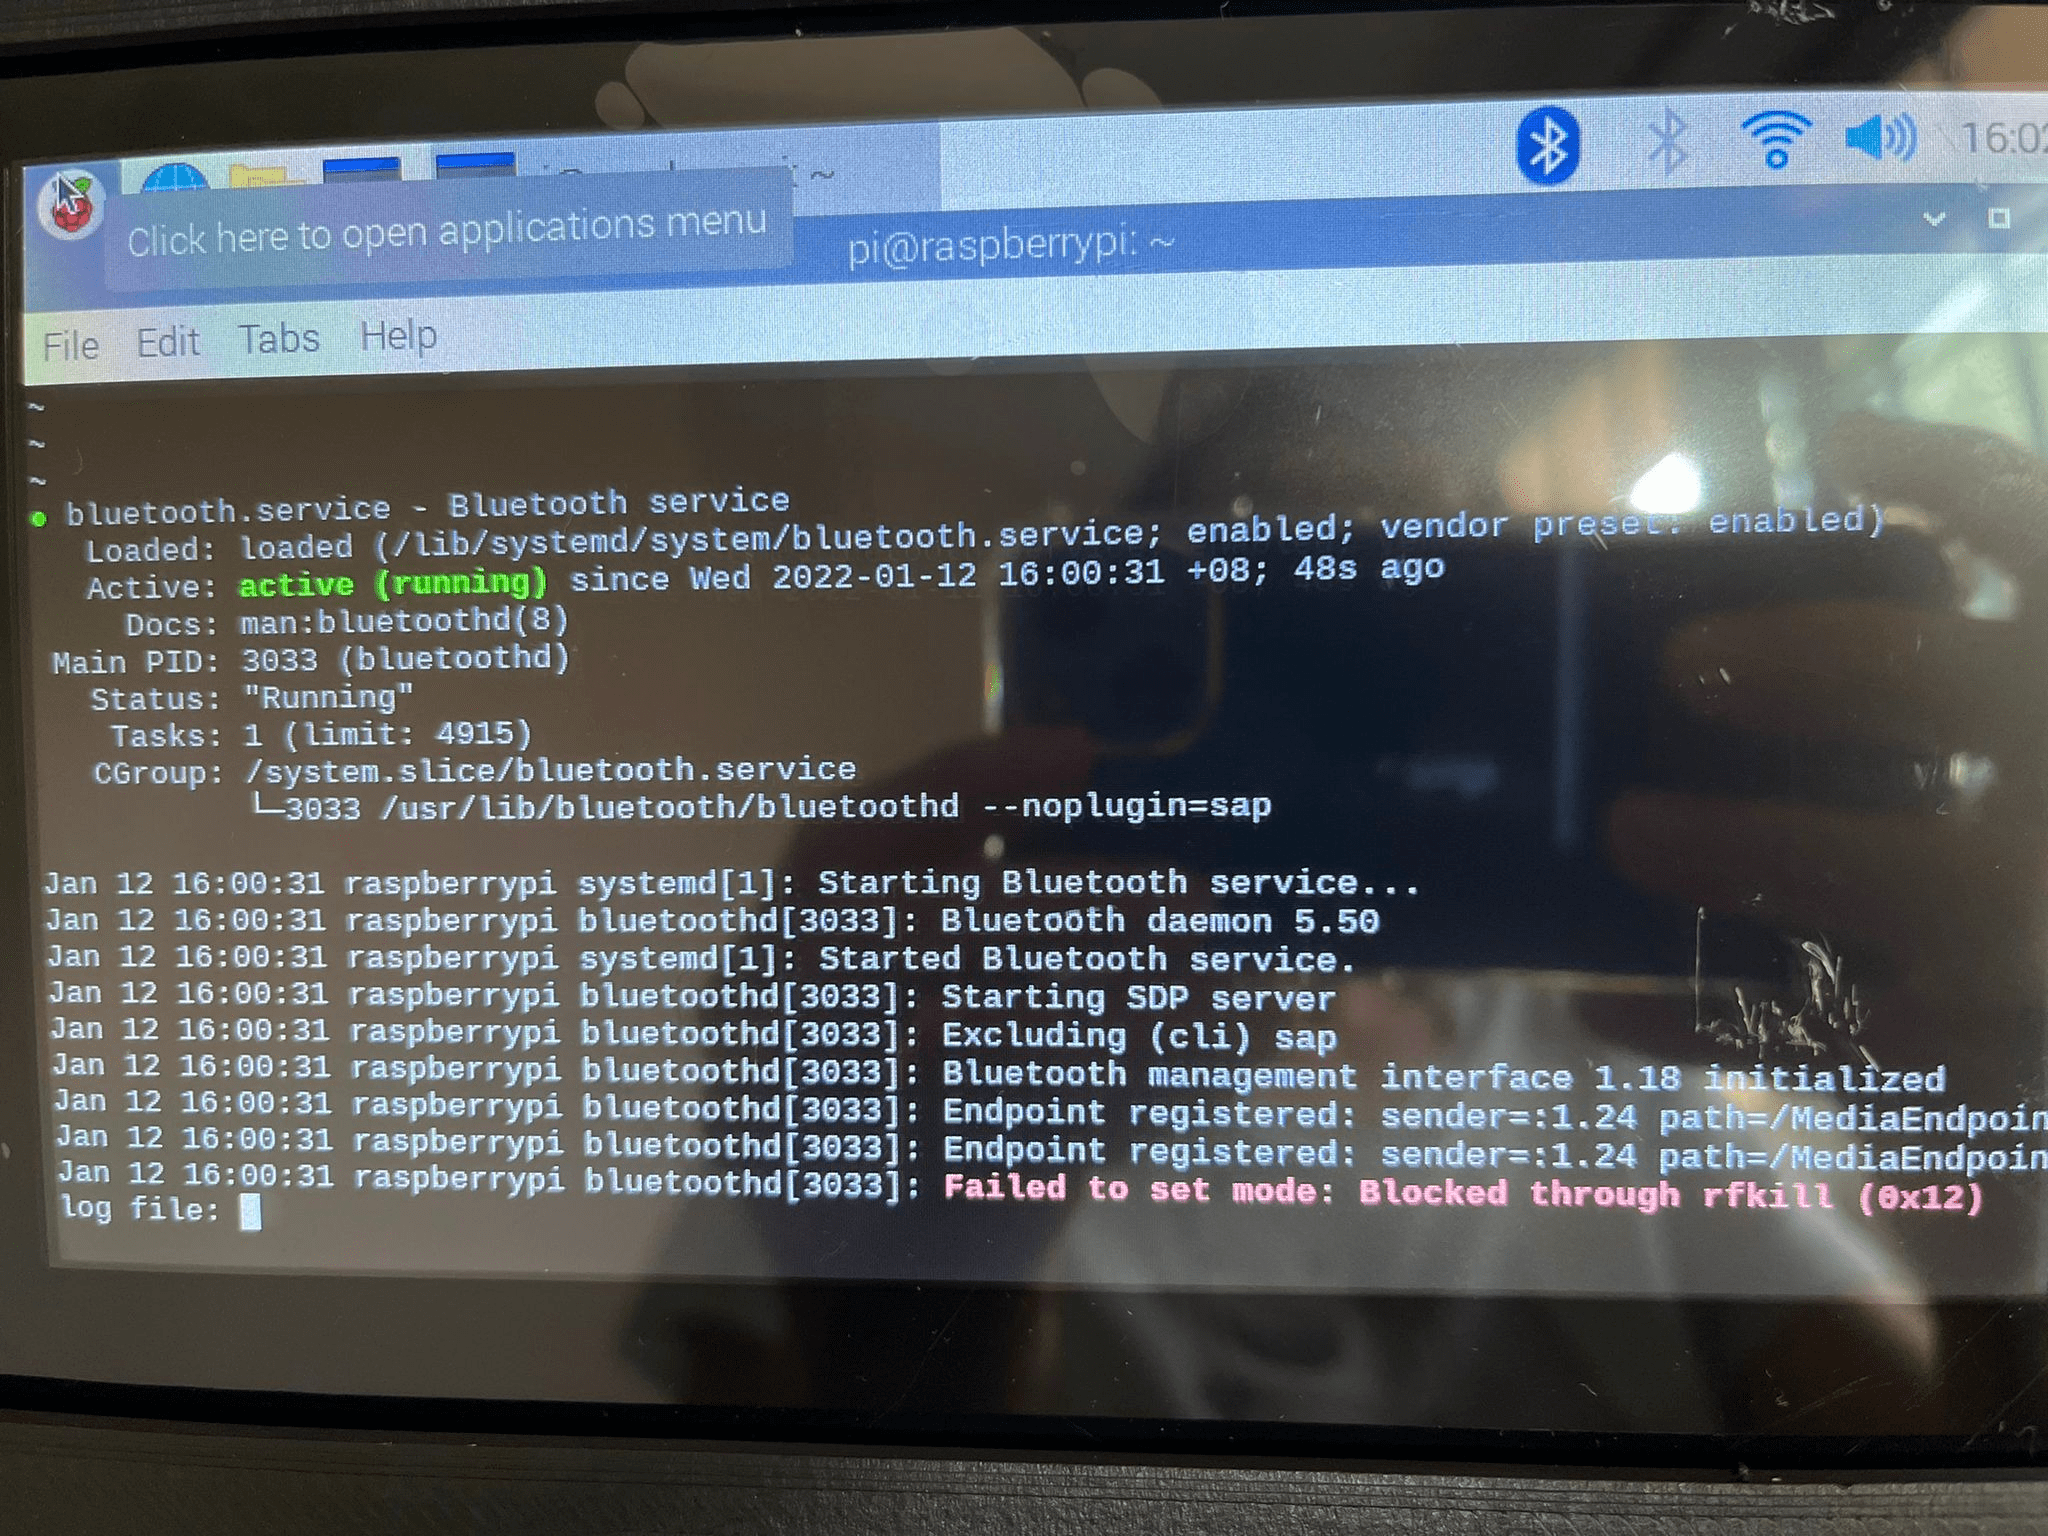 16:02
Click here to open applications menu
pi@raspberrypi: ~
File Edit Tabs Help
~
~
~
● bluetooth.service - Bluetooth service
Loaded: loaded (/lib/systemd/system/bluetooth.service; enabled; vendor preset: enabled)
Active: active (running) since Wed 2022-01-12 16:00:31 +08; 48s ago
Docs: man:bluetoothd(8)
Main PID: 3033 (bluetoothd)
Status: "Running"
Tasks: 1 (limit: 4915)
CGroup: /system.slice/bluetooth.service
└─3033 /usr/lib/bluetooth/bluetoothd --noplugin=sap
Jan 12 16:00:31 raspberrypi systemd[1]: Starting Bluetooth service...
Jan 12 16:00:31 raspberrypi bluetoothd[3033]: Bluetooth daemon 5.50
Jan 12 16:00:31 raspberrypi systemd[1]: Started Bluetooth service.
Jan 12 16:00:31 raspberrypi bluetoothd[3033]: Starting SDP server
Jan 12 16:00:31 raspberrypi bluetoothd[3033]: Excluding (cli) sap
Jan 12 16:00:31 raspberrypi bluetoothd[3033]: Bluetooth management interface 1.18 initialized
Jan 12 16:00:31 raspberrypi bluetoothd[3033]: Endpoint registered: sender=:1.24 path=/MediaEndpoin
Jan 12 16:00:31 raspberrypi bluetoothd[3033]: Endpoint registered: sender=:1.24 path=/MediaEndpoin
Jan 12 16:00:31 raspberrypi bluetoothd[3033]: Failed to set mode: Blocked through rfkill (0x12)
log file: